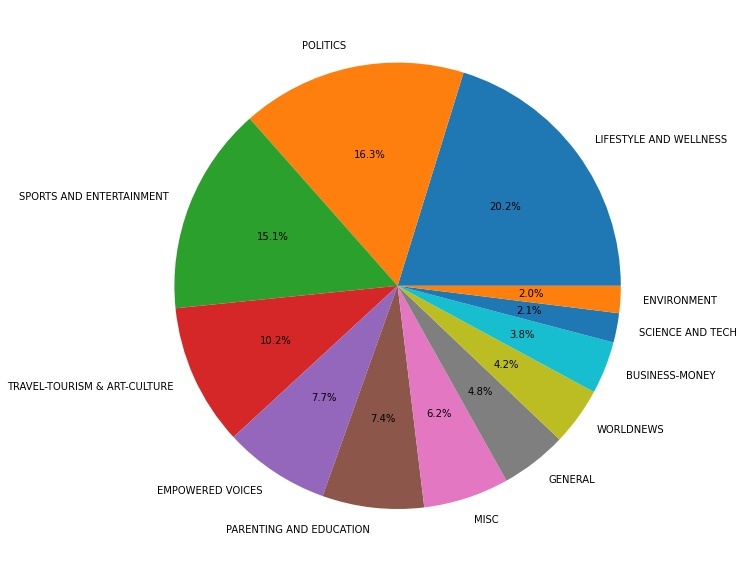 POLITICS
LIFESTYLE AND WELLNESS
16.3%
SPORTS AND ENTERTAINMENT
20.2%
15.1%
2.0%
ENVIRONMENT
2.1%
SCIENCE AND TECH
3.8%
10.2%
4.2%
BUSINESS-MONEY
TRAVEL-TOURISM & ART-CULTURE
4.8%
7.7%
6.2%
7.4%
WORLDNEWS
GENERAL
EMPOWERED VOICES
MISC
PARENTING AND EDUCATION